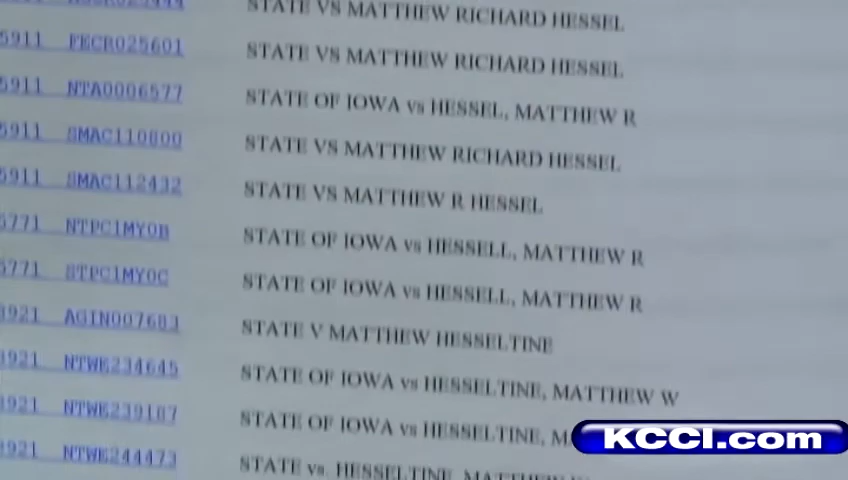 STATE VS MATTHEW RICHARD HESSEL
5911 FECR025601 STATE VS MATTHEW RICHARD HESSEL
5911 NTA0006577 STATE OF IOWA vs HESSEL, MATTHEW R
5911 SMAC110800 STATE VS MATTHEW RICHARD HESSEL
5911 SMAC112432 STATE VS MATTHEW R HESSEL
5771 NTPC1MY0B STATE OF IOWA vs HESSELL, MATTHEW R
5771 STPC1MY0C STATE OF IOWA vs HESSELL, MATTHEW R
3921 AGIN007683 STATE V MATTHEW HESSELTINE
3921 NTWE234645 STATE OF IOWA vs HESSELTINE, MATTHEW W
3921 NTWE239187 STATE OF IOWA vs HESSELTINE, M
3921 NTWE244473 STATE vs HESSELTINE, MATTHEW
KCCI.com